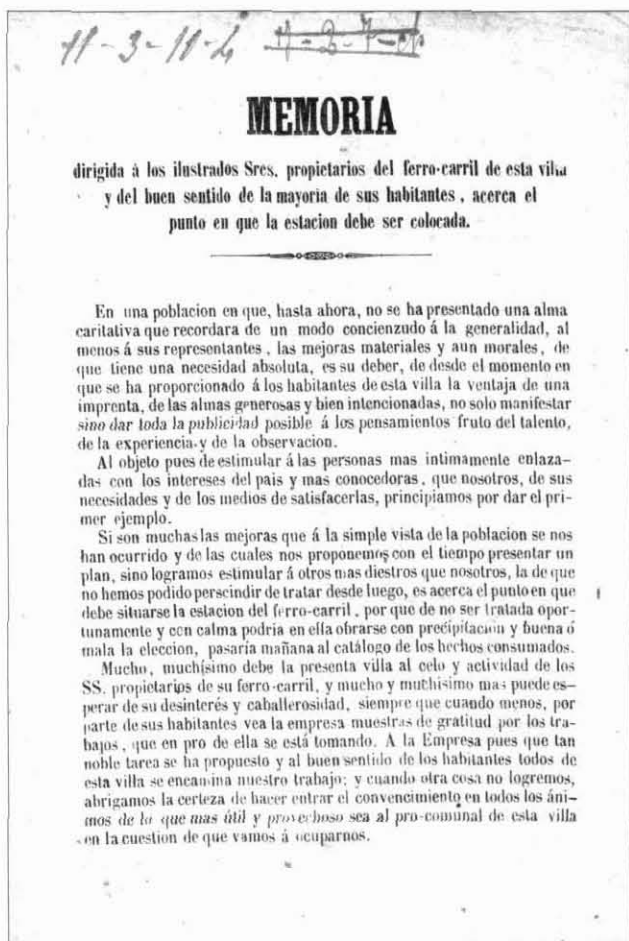 11-3-11-4
MEMORIA
dirigida à los ilustrados Sres. propietarios del ferro-carril de esta villa
y del buen sentido de la mayoria de sus habitantes, acerca el
punto en que la estacion debe ser colocada.
En una poblacion en que, hasta ahora, no se ha presentado una alma
caritativa que recordara de un modo concienzudo á la generalidad, al
menos á sus representantes, las mejoras materiales y aun morales, de
que tiene una necesidad absoluta, es su deber, de desde el momento en
que se ha proporcionado á los habitantes de esta villa la ventaja de una
imprenta, de las almas generosas y bien intencionadas, no solo manifestar
sino dar toda la publicidad posible á los pensamientos fruto del talento,
de la experiencia y de la observacion.
Al objeto pues de estimular á las personas mas intimamente enlaza-
das con los intereses del pais y mas conocedoras, que nosotros, de sus
necesidades y de los medios de satisfacerlas, principiamos por dar el pri-
mer ejemplo.
Si son muchas las mejoras que á la simple vista de la poblacion se nos
han ocurrido y de las cuales nos proponemos con el tiempo presentar un
plan, sino logramos estimular á otros mas diestros que nosotros, la de que
no hemos podido perscindir de tratar desde luego, es acerca el punto en que
debe situarse la estacion del ferro-carril, por que de no ser tratada opor-
tunamente y con calma podria en ella obrarse con precipitacion y buena ó
mala la eleccion, pasaría mañana al catálogo de los hechos consumados.
Mucho, muchísimo debe la presenta villa al celo y actividad de los
SS. propietarios de su ferro-carril, y mucho y muchísimo mas puede es-
perar de su desinterés y caballerosidad, siempre que cuando menos, por
parte de sus habitantes vea la empresa muestras de gratitud por los tra-
bajos, que en pro de ella se está tomando. A la Empresa pues que tan
noble tarea se ha propuesto y al buen sentido de los habitantes todos de
esta villa se encamina nuestro trabajo; y cuando otra cosa no logremos,
abrigamos la certeza de hacer entrar el convencimiento en todos los áni-
mos de lo que mas útil y provechoso sea al pro-comunal de esta villa
en la cuestion de que vamos á ocuparnos.